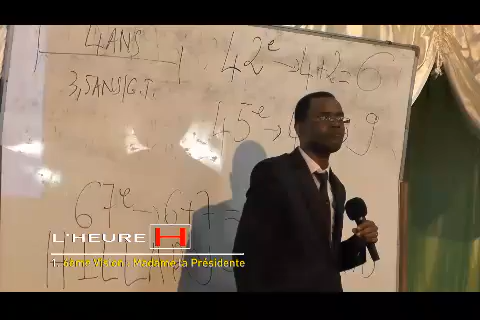 4ANS
42e → 4+2 = 6
3,5ANS/G.T.
45e → 4 9
67e → 6+7 =
L'HEURE H
1. 6ème Vision : Madame la Présidente